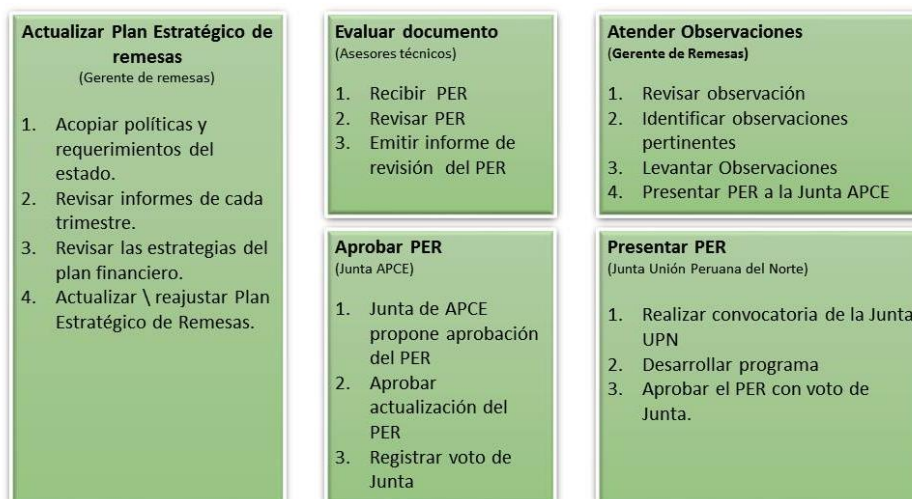 Actualizar Plan Estratégico de
remesas
(Gerente de remesas)
1. Acopiar políticas y
requerimientos del
estado.
2. Revisar informes de cada
trimestre.
3. Revisar las estrategias del
plan financiero.
4. Actualizar \ reajustar Plan
Estratégico de Remesas.
Evaluar documento
(Asesores técnicos)
1. Recibir PER
2. Revisar PER
3. Emitir informe de
revisión del PER
Atender Observaciones
(Gerente de Remesas)
1. Revisar observación
2. Identificar observaciones
pertinentes
3. Levantar Observaciones
4. Presentar PER a la Junta APCE
Aprobar PER
(Junta APCE)
1. Junta de APCE
propone aprobación
del PER
2. Aprobar
actualización del
PER
3. Registrar voto de
Junta
Presentar PER
(Junta Unión Peruana del Norte)
1. Realizar convocatoria de la Junta
UPN
2. Desarrollar programa
3. Aprobar el PER con voto de
Junta.